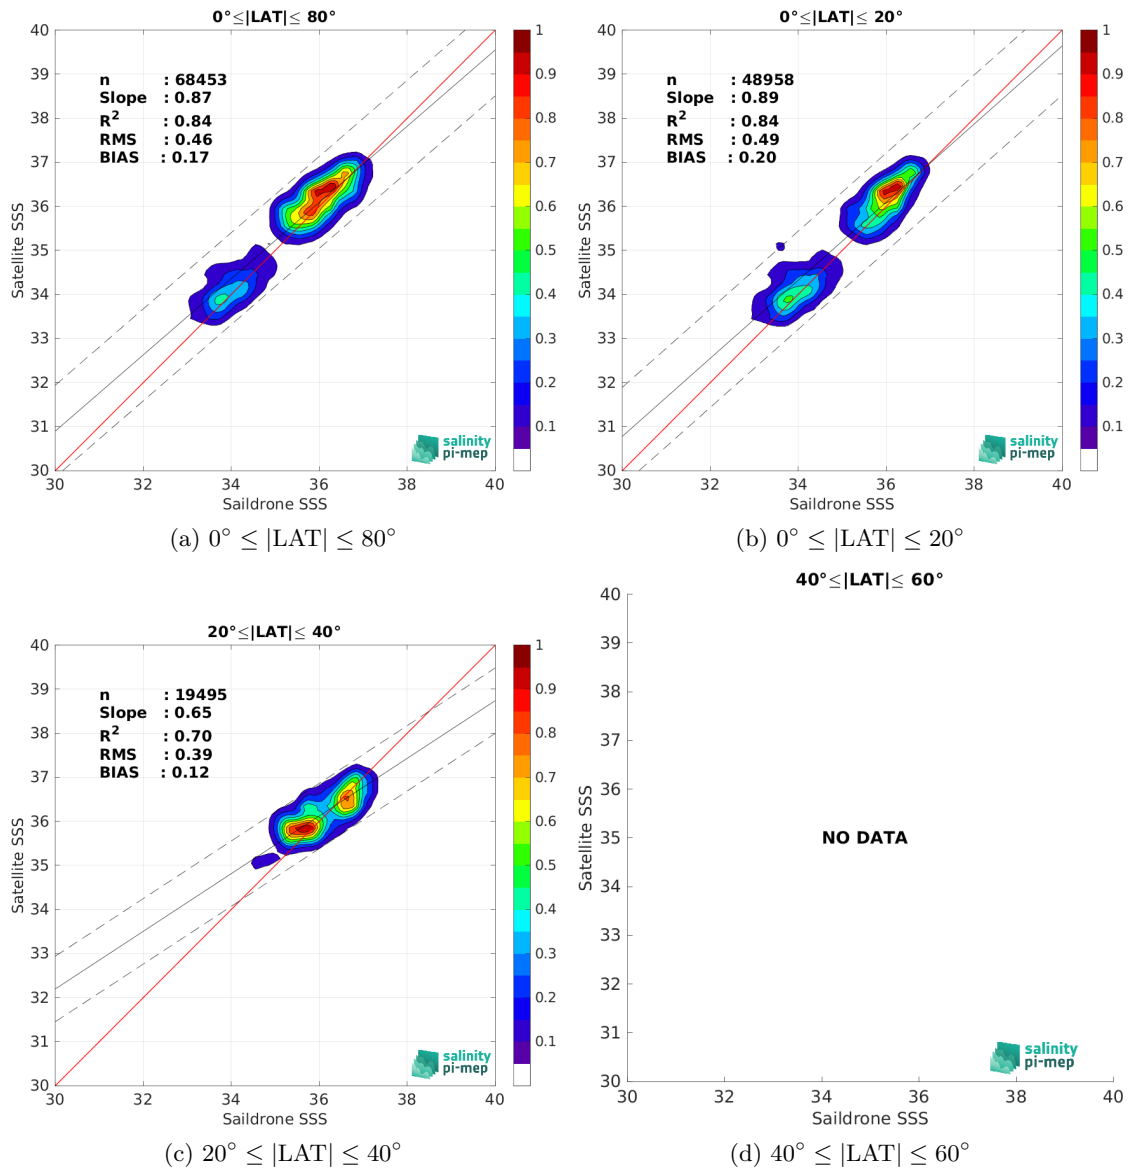 0°≤|LAT|≤ 80°
n : 68453
Slope : 0.87
R² : 0.84
RMS : 0.46
BIAS : 0.17
40
39
38
37
36
35
34
33
32
31
30
Satellite SSS
30 32 34 36 38 40
Saildrone SSS
1
0.9
0.8
0.7
0.6
0.5
0.4
0.3
0.2
0.1
salinity
pi-mep
(a) 0° ≤ |LAT| ≤ 80°
0°≤|LAT|≤ 20°
n : 48958
Slope : 0.89
R² : 0.84
RMS : 0.49
BIAS : 0.20
40
39
38
37
36
35
34
33
32
31
30
Satellite SSS
30 32 34 36 38 40
Saildrone SSS
1
0.9
0.8
0.7
0.6
0.5
0.4
0.3
0.2
0.1
salinity
pi-mep
(b) 0° ≤ |LAT| ≤ 20°
20°≤|LAT|≤ 40°
n : 19495
Slope : 0.65
R² : 0.70
RMS : 0.39
BIAS : 0.12
40
39
38
37
36
35
34
33
32
31
30
Satellite SSS
30 32 34 36 38 40
Saildrone SSS
1
0.9
0.8
0.7
0.6
0.5
0.4
0.3
0.2
0.1
salinity
pi-mep
(c) 20° ≤ |LAT| ≤ 40°
40°≤|LAT|≤ 60°
40
39
38
37
36
35
34
33
32
31
30
Satellite SSS
NO DATA
30 32 34 36 38 40
Saildrone SSS
salinity
pi-mep
(d) 40° ≤ |LAT| ≤ 60°